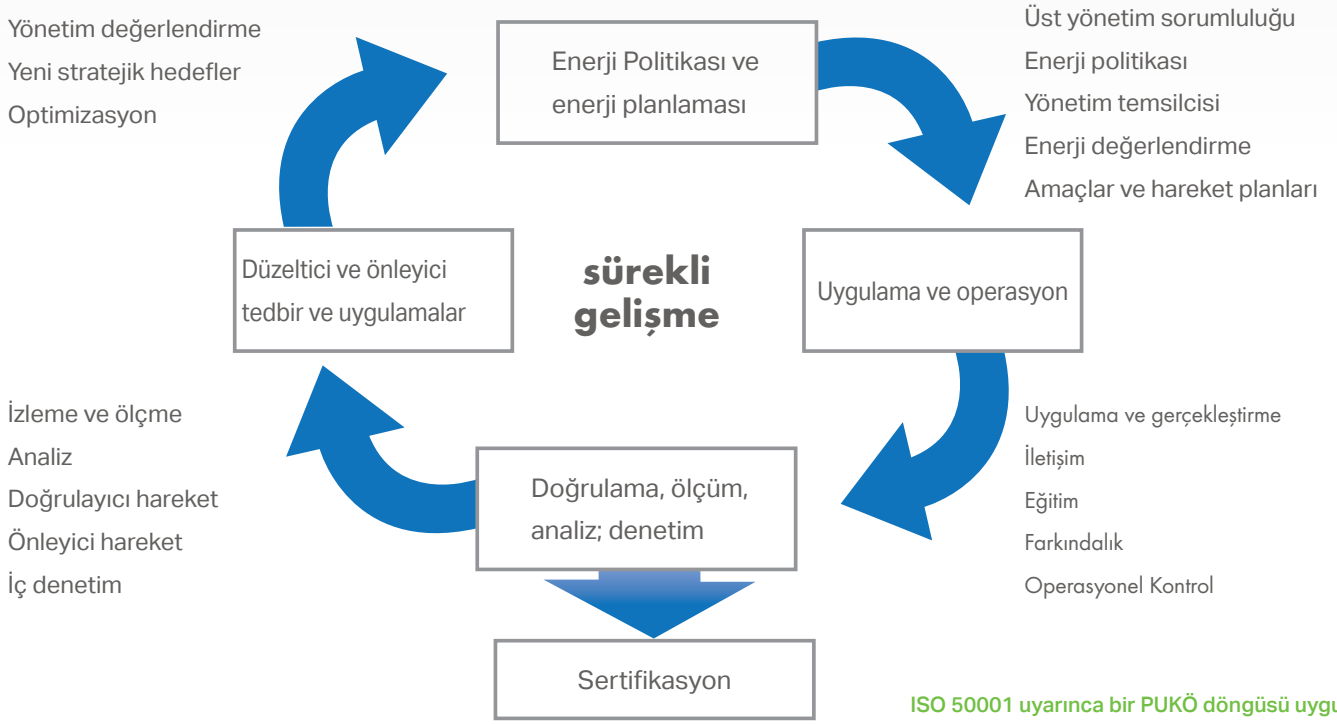 Yönetim değerlendirme
Yeni stratejik hedefler
Optimizasyon
Enerji Politikası ve
enerji planlaması
Üst yönetim sorumluluğu
Enerji politikası
Yönetim temsilcisi
Enerji değerlendirme
Amaçlar ve hareket planları
Düzeltici ve önleyici
tedbir ve uygulamalar
sürekli
gelişme
Uygulama ve operasyon
İzleme ve ölçme
Analiz
Doğrulayıcı hareket
Önleyici hareket
İç denetim
Doğrulama, ölçüm,
analiz; denetim
Uygulama ve gerçekleştirme
İletişim
Eğitim
Farkındalık
Operasyonel Kontrol
Sertifikasyon
ISO 50001 uyarınca bir PUKÖ döngüsü